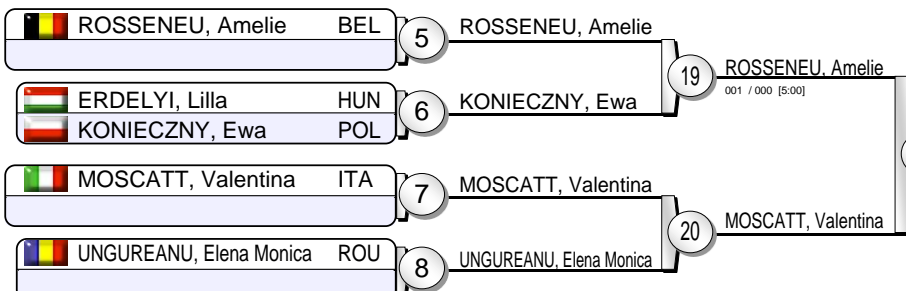 ROSSENEU, Amelie BEL
5
ROSSENEU, Amelie
19
ROSSENEU, Amelie
001 / 000 [5:00]
ERDELYI, Lilla HUN
KONIECZNY, Ewa POL
6
KONIECZNY, Ewa
MOSCATT, Valentina ITA
7
MOSCATT, Valentina
20
MOSCATT, Valentina
UNGUREANU, Elena Monica ROU
8
UNGUREANU, Elena Monica